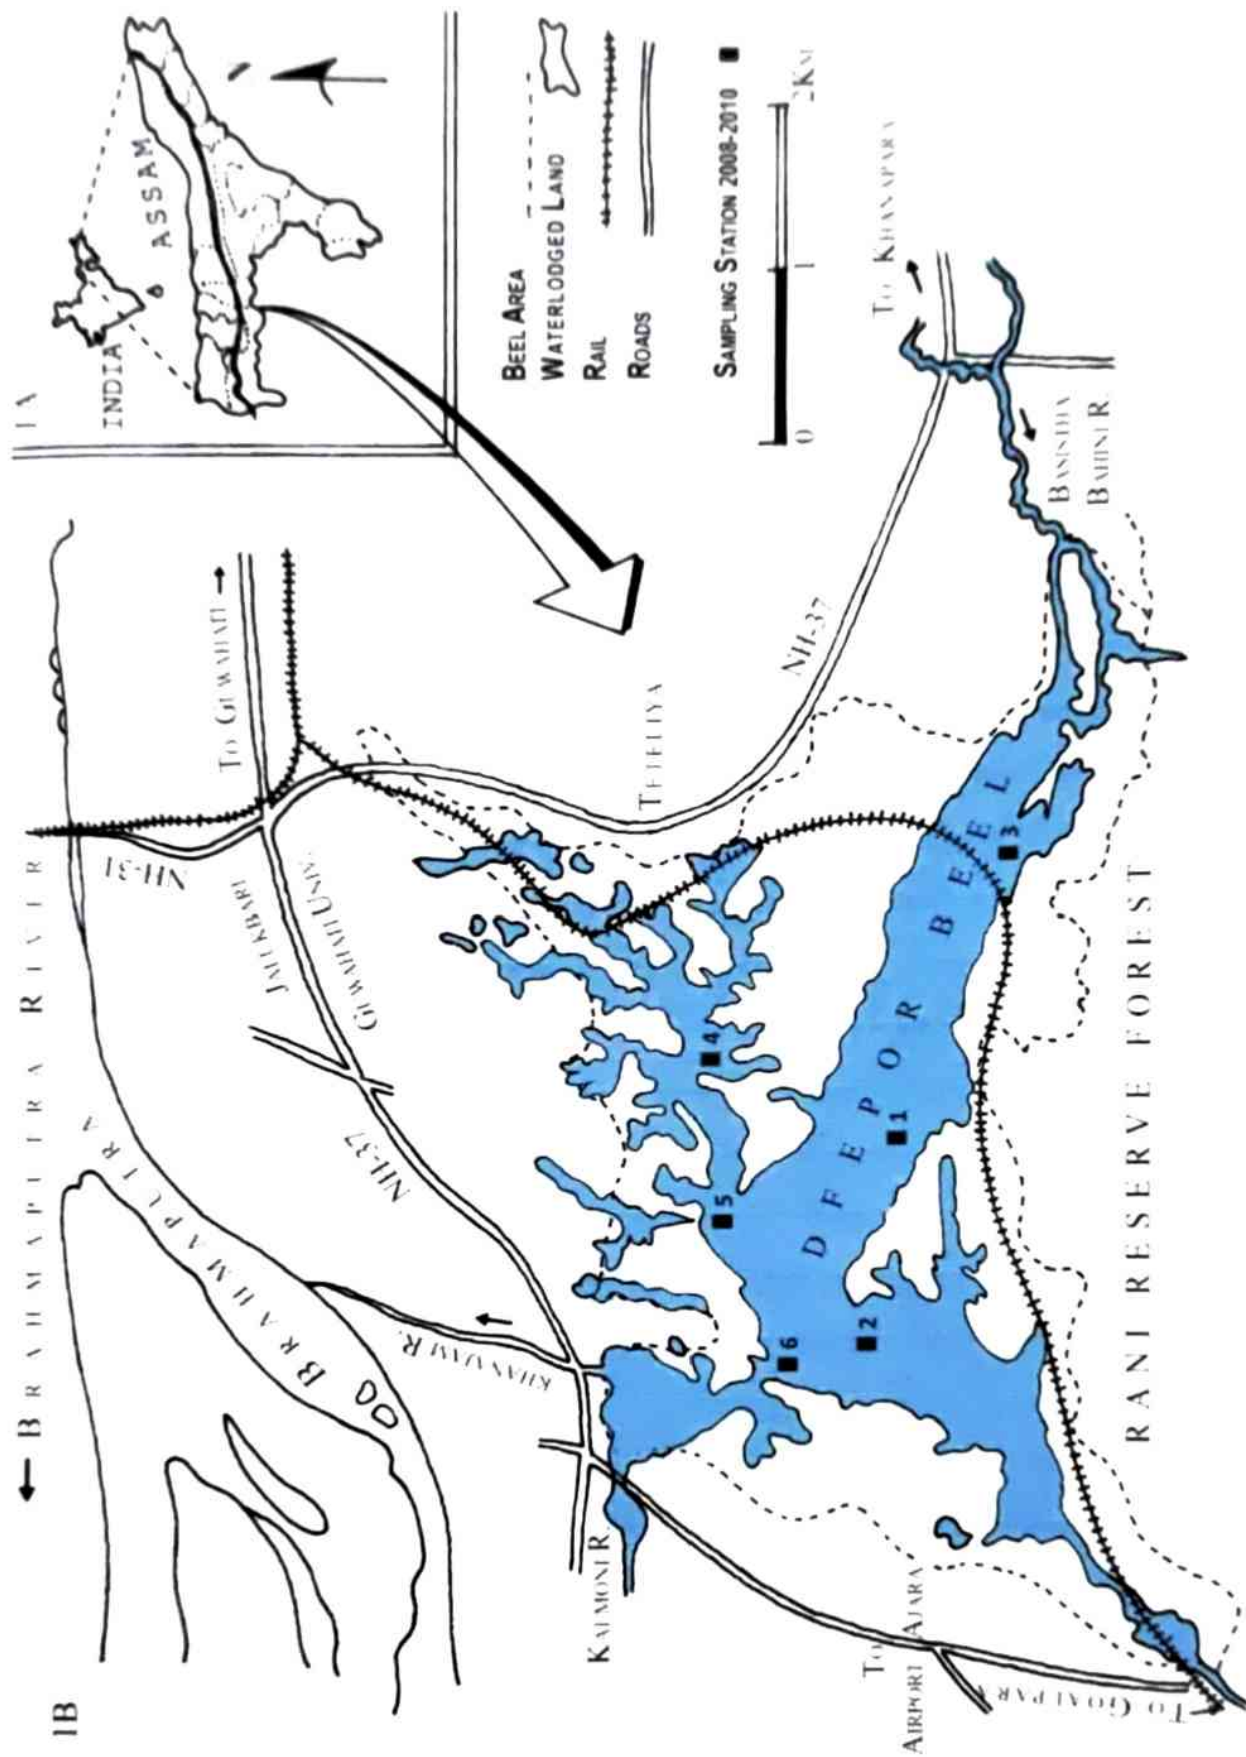 1A
INDIA
ASSAM
BEEL AREA
WATERLODGED LAND
RAIL
ROADS
SAMPLING STATION 2008-2010
0 1 2KM
1B
BRAHMAPUTRA RIVER
BRAHMAPUTRA
NH-31
TO GUWAHATI
JALUKBARI
GUWAHATI UNIV.
NH-37
KHANAJAN R.
TETELIYA
NH-37
TO KHANAPARA
BASISTHA
BAHINI R.
KALMONI R.
DEEPOR BEEL
1
2
3
4
5
6
TO
AIRPORT AJARA
TO GOALPARA
RANI RESERVE FOREST